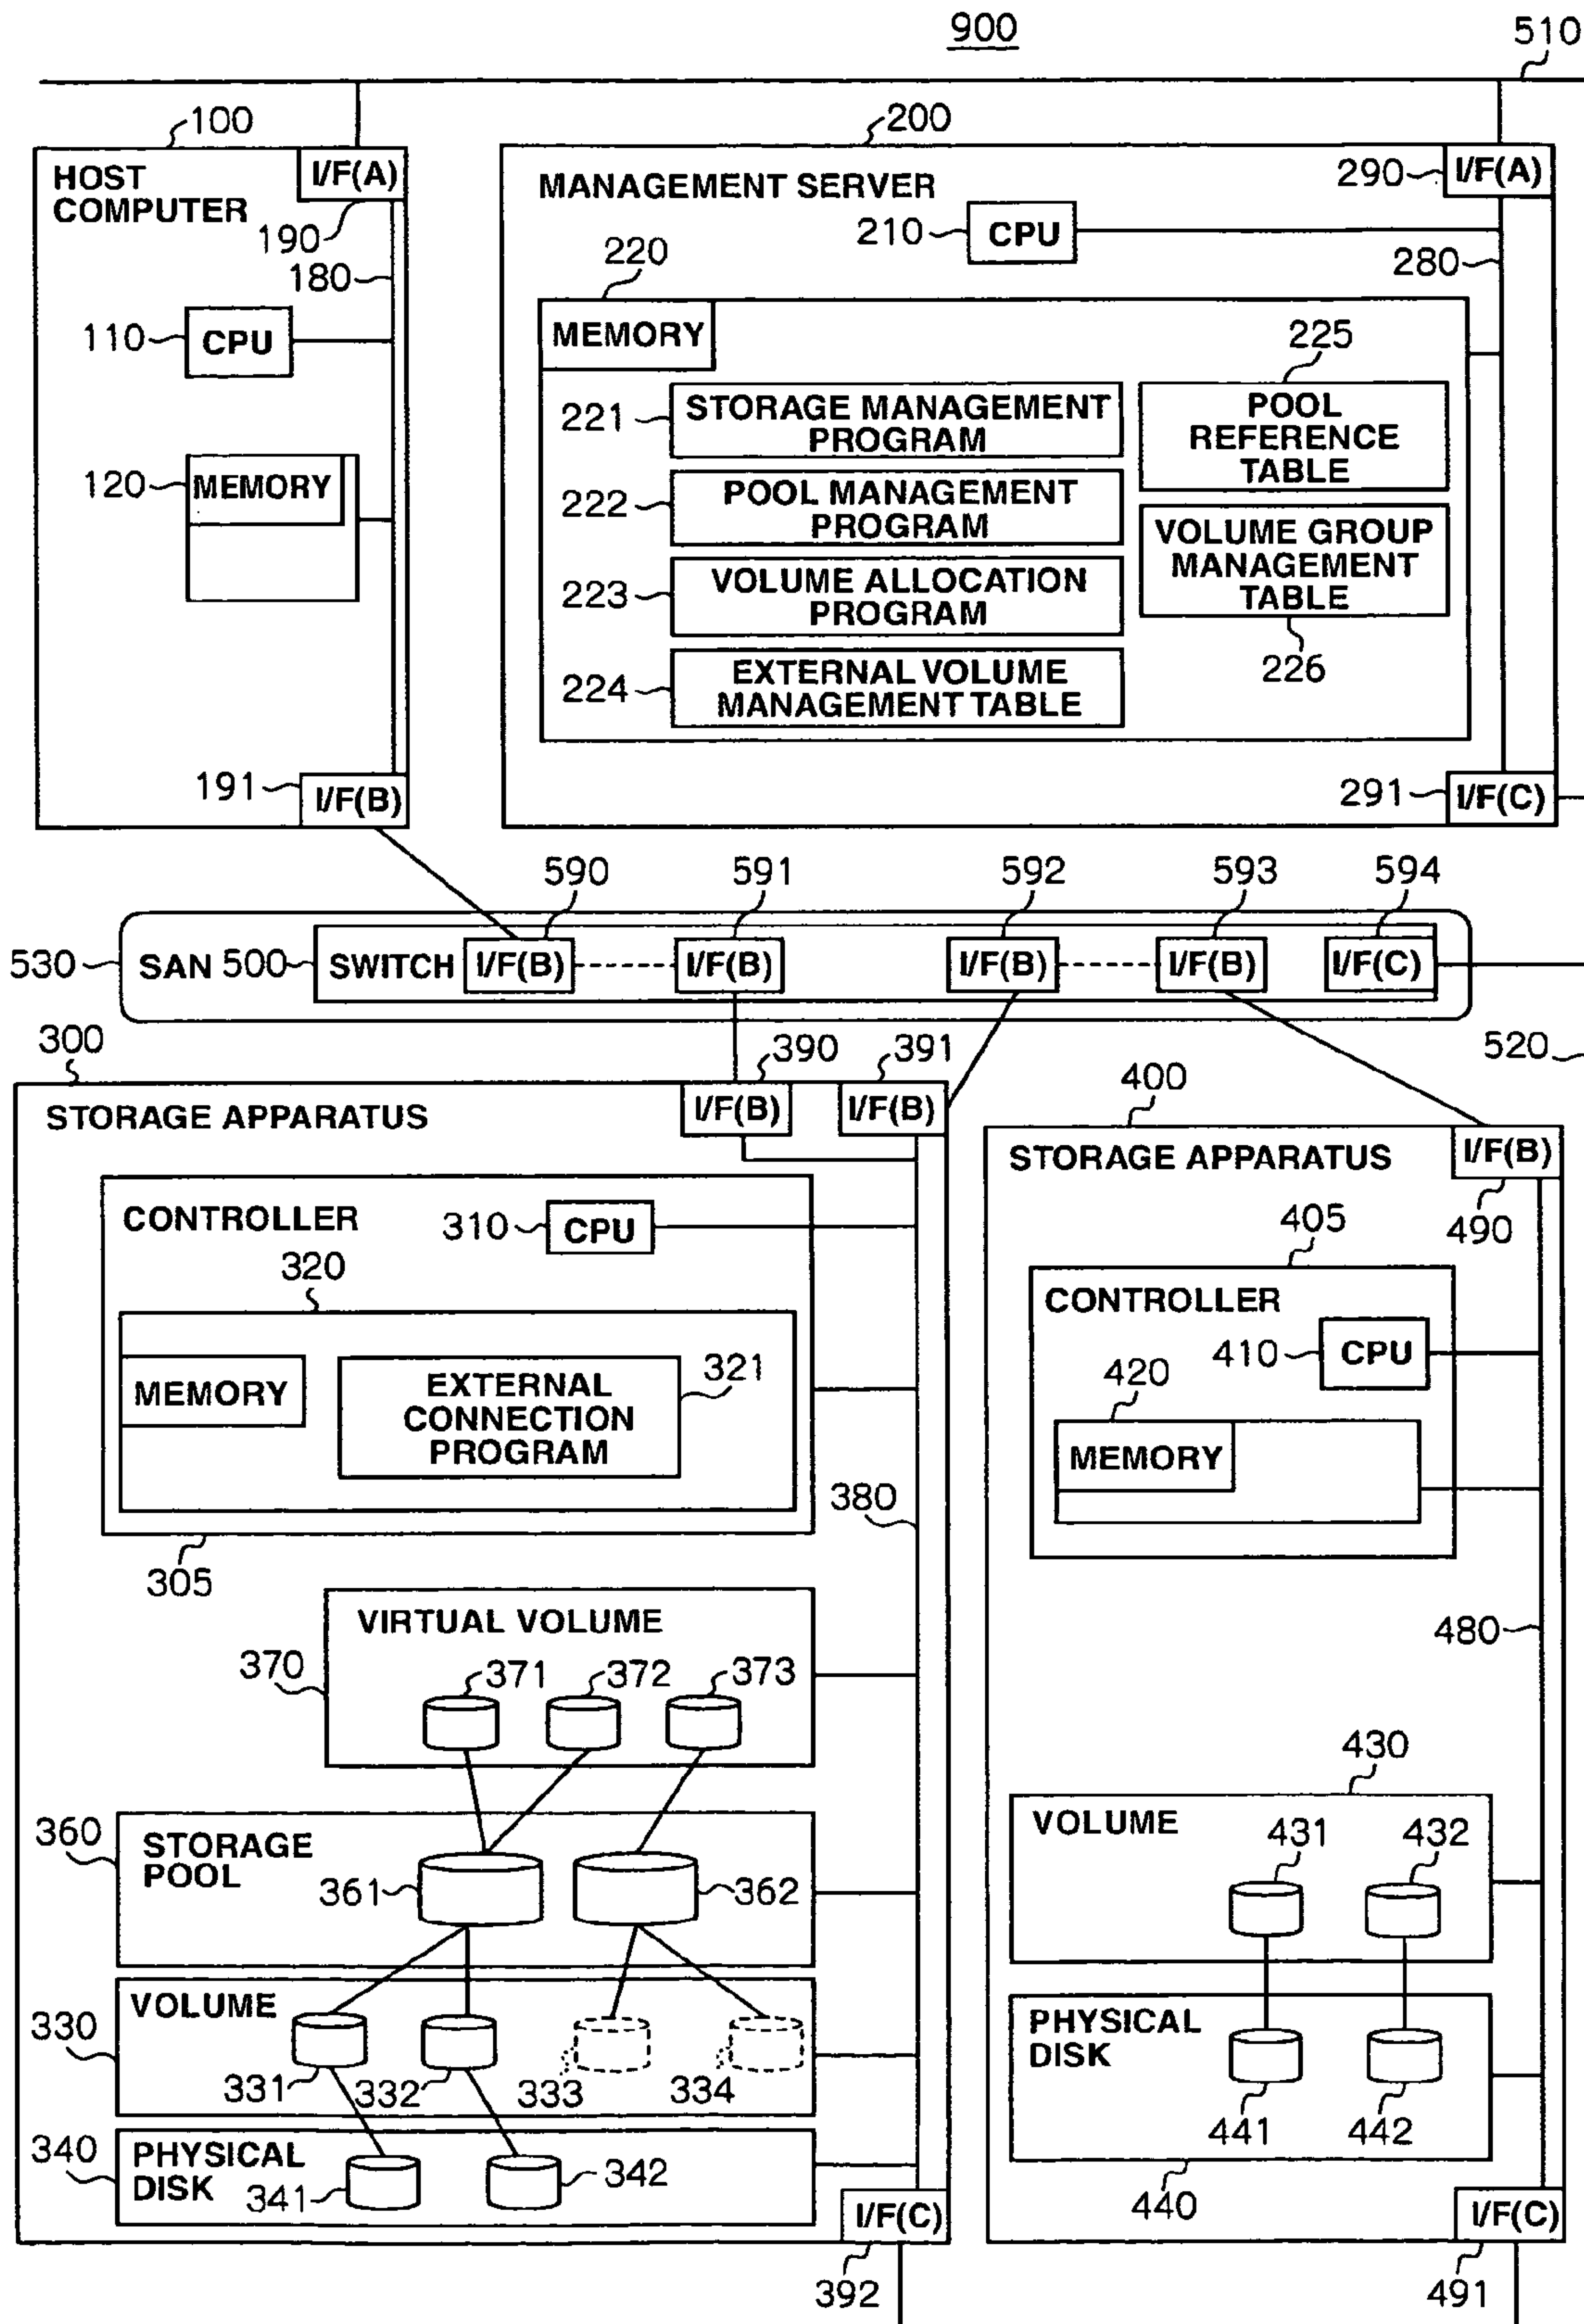 900
510
100
200
HOST
COMPUTER
I/F(A)
190
180
110
CPU
120
MEMORY
191
I/F(B)
MANAGEMENT SERVER
290
I/F(A)
210
CPU
280
220
MEMORY
221
STORAGE MANAGEMENT
PROGRAM
222
POOL MANAGEMENT
PROGRAM
223
VOLUME ALLOCATION
PROGRAM
224
EXTERNAL VOLUME
MANAGEMENT TABLE
225
POOL
REFERENCE
TABLE
VOLUME GROUP
MANAGEMENT
TABLE
226
291
I/F(C)
590
591
592
593
594
530
SAN
500
SWITCH
I/F(B)
I/F(B)
I/F(B)
I/F(B)
I/F(C)
520
300
390
391
STORAGE APPARATUS
I/F(B)
I/F(B)
CONTROLLER
310
CPU
320
MEMORY
EXTERNAL
CONNECTION
PROGRAM
321
305
380
VIRTUAL VOLUME
370
371
372
373
360
STORAGE
POOL
361
362
330
VOLUME
331
332
333
334
340
PHYSICAL
DISK
341
342
I/F(C)
392
400
STORAGE APPARATUS
I/F(B)
490
405
CONTROLLER
410
CPU
420
MEMORY
480
430
VOLUME
431
432
PHYSICAL
DISK
441
442
440
I/F(C)
491